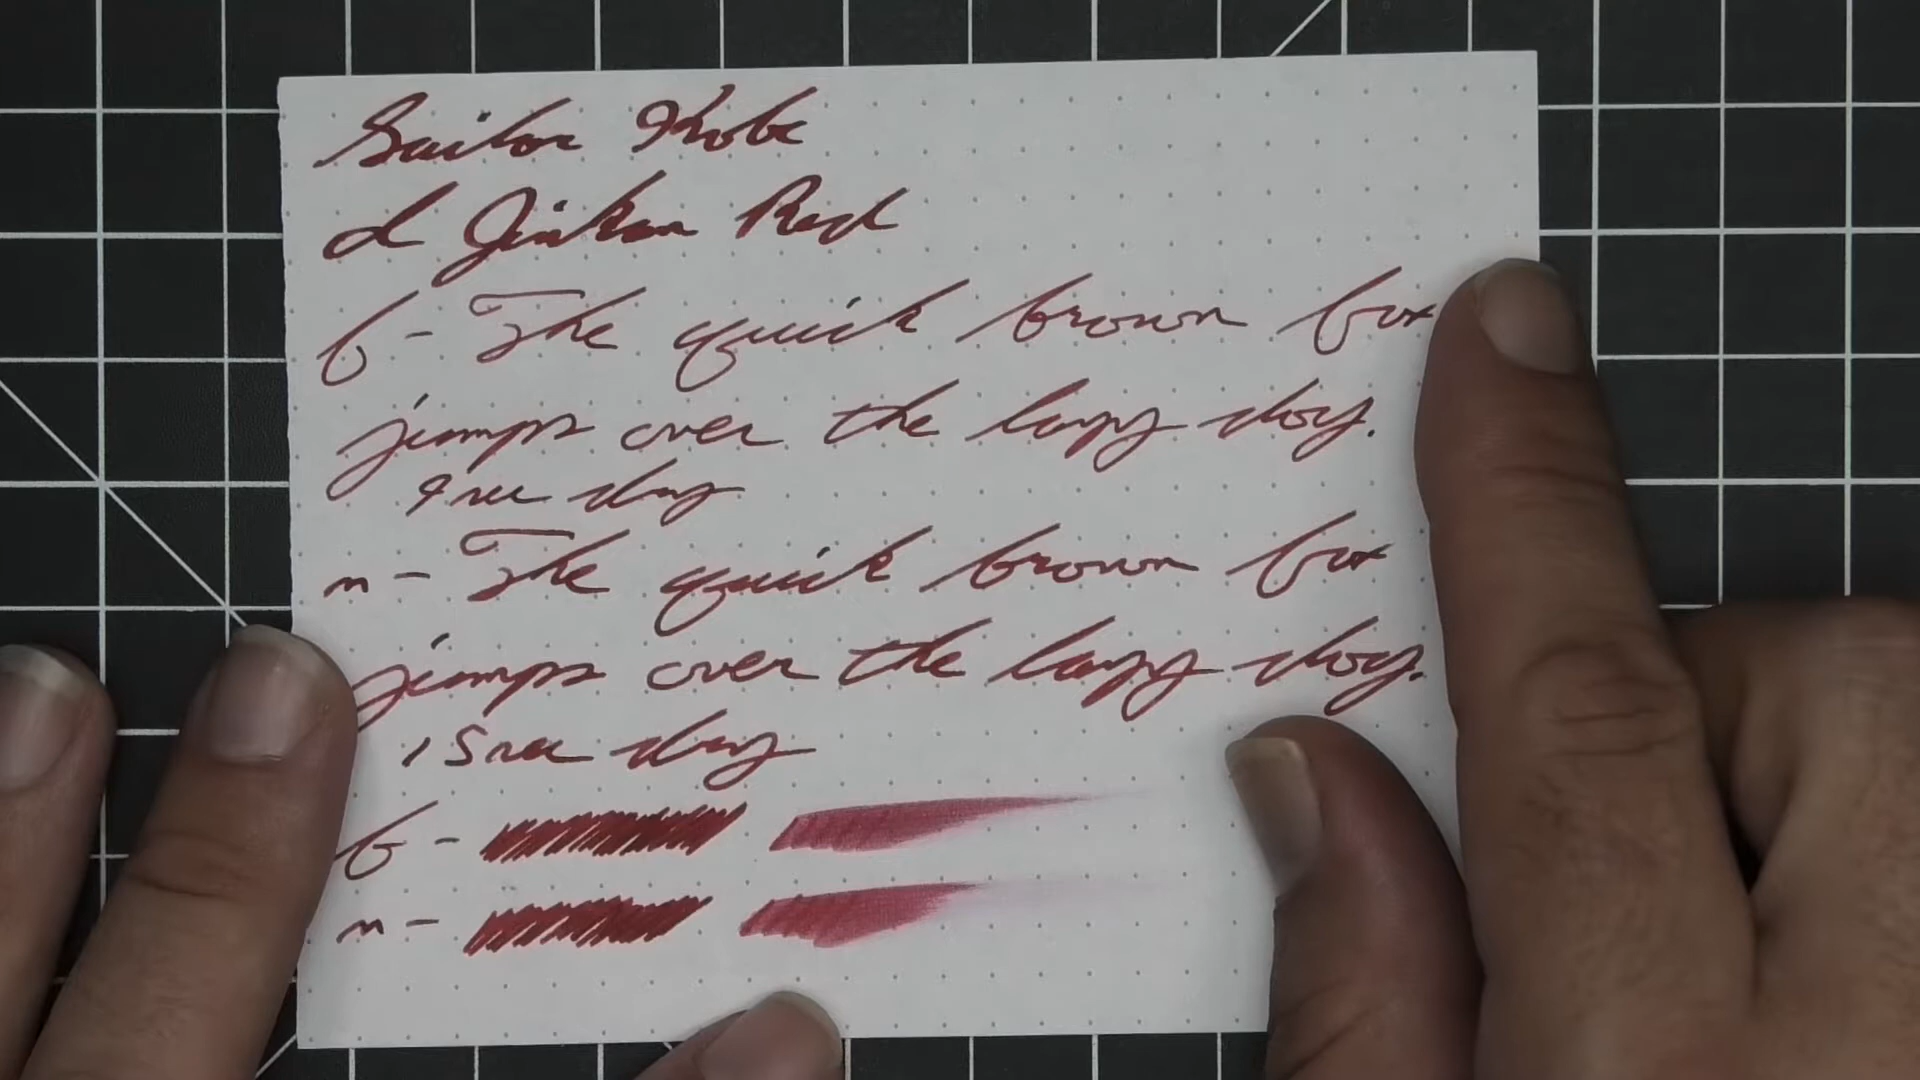 Sailor Kobe
d Jinken Red
f - The quick brown fox
jumps over the lazy dog.
9 sec dry
m - The quick brown fox
jumps over the lazy dog.
15 sec dry
f -
m -